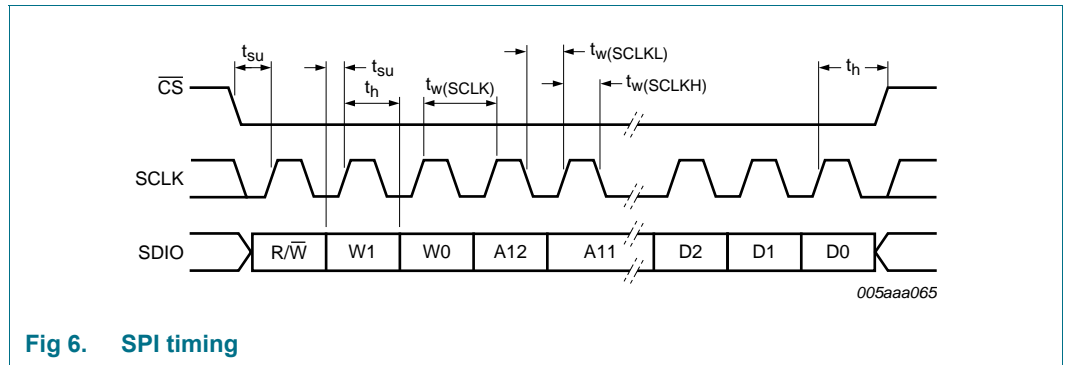 tsu
tsu
th
tw(SCLK)
tw(SCLKL)
tw(SCLKH)
th
CS
SCLK
SDIO
R/W
W1
W0
A12
A11
D2
D1
D0
005aaa065
Fig 6. SPI timing